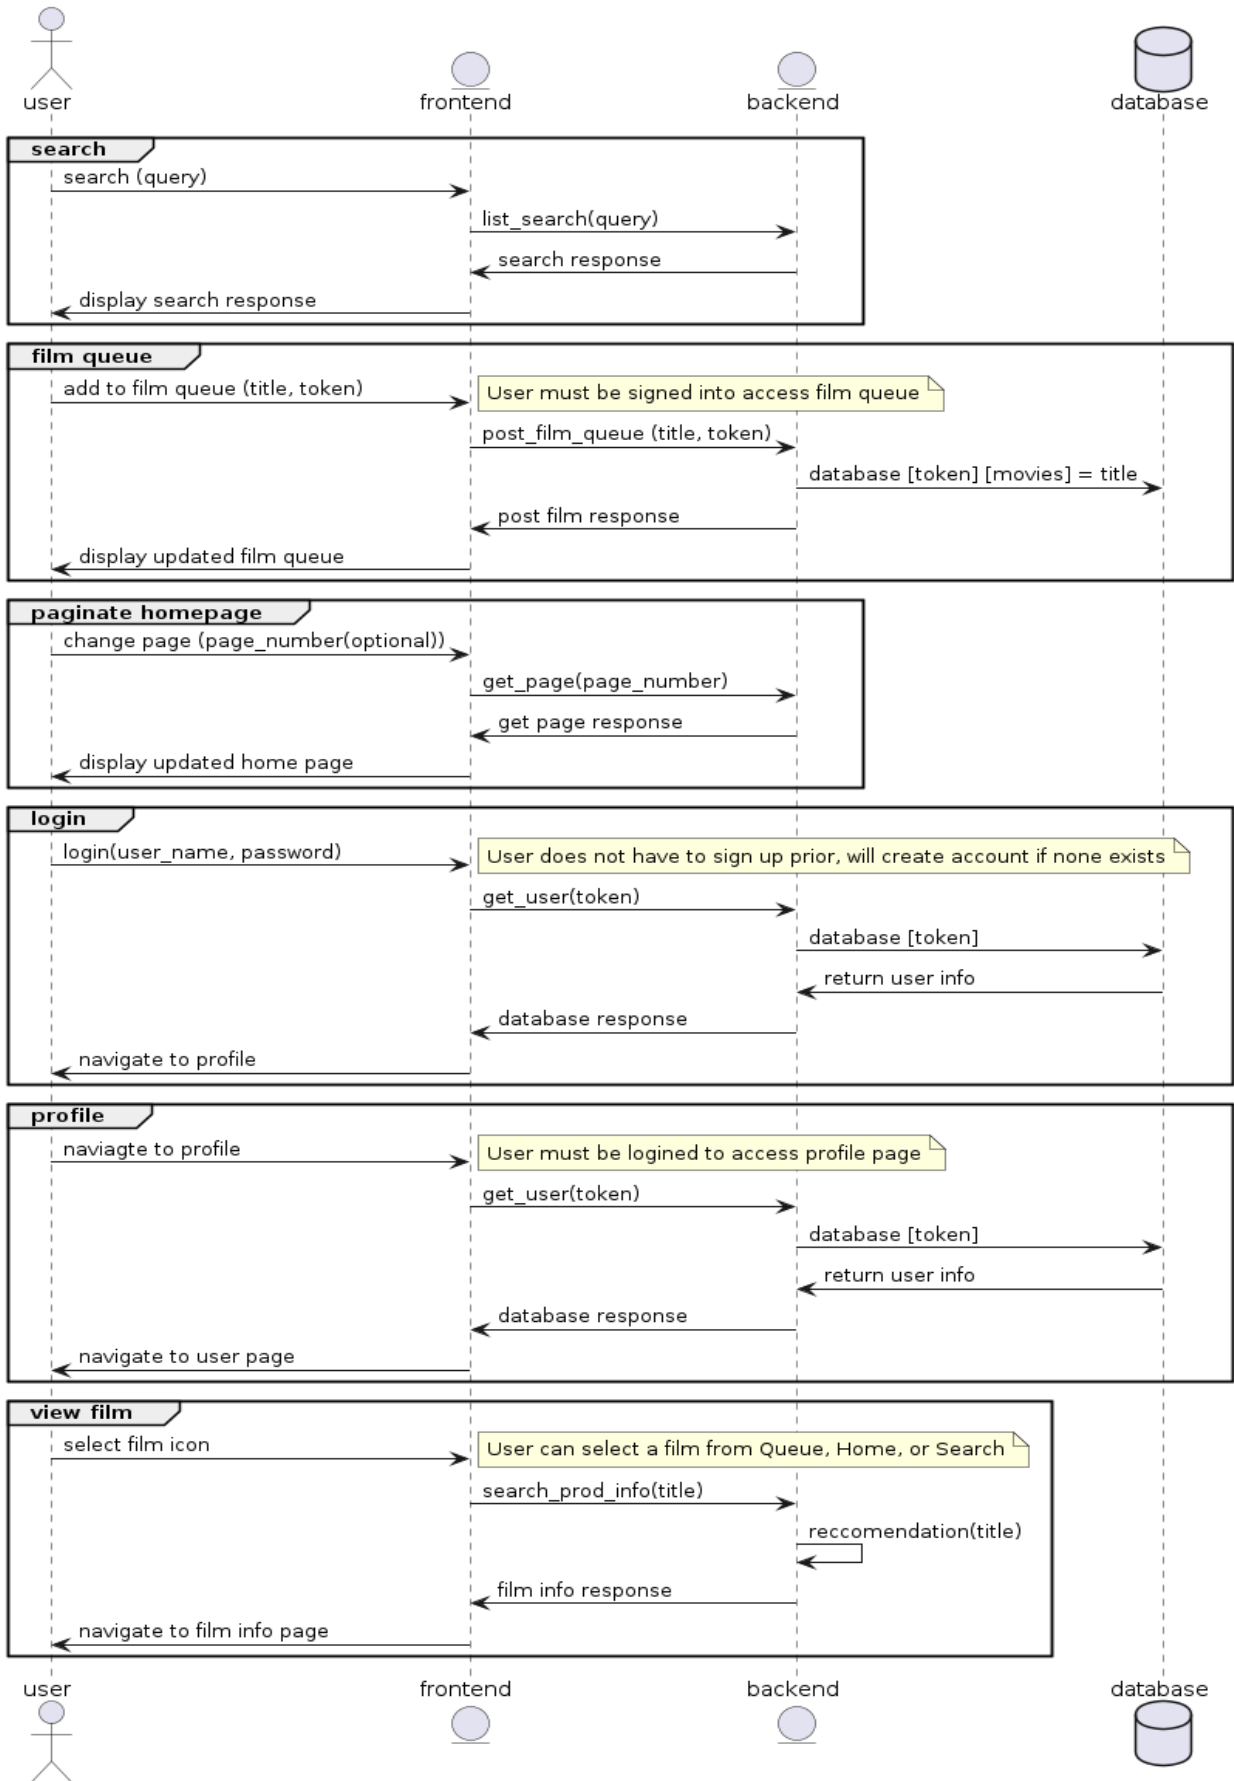 user
frontend
backend
database
search
search (query)
list_search(query)
search response
display search response
film queue
add to film queue (title, token)
User must be signed into access film queue
post_film_queue (title, token)
database [token] [movies] = title
post film response
display updated film queue
paginate homepage
change page (page_number(optional))
get_page(page_number)
get page response
display updated home page
login
login(user_name, password)
User does not have to sign up prior, will create account if none exists
get_user(token)
database [token]
return user info
database response
navigate to profile
profile
naviagte to profile
User must be logined to access profile page
get_user(token)
database [token]
return user info
database response
navigate to user page
view film
select film icon
User can select a film from Queue, Home, or Search
search_prod_info(title)
reccomendation(title)
film info response
navigate to film info page
user
frontend
backend
database